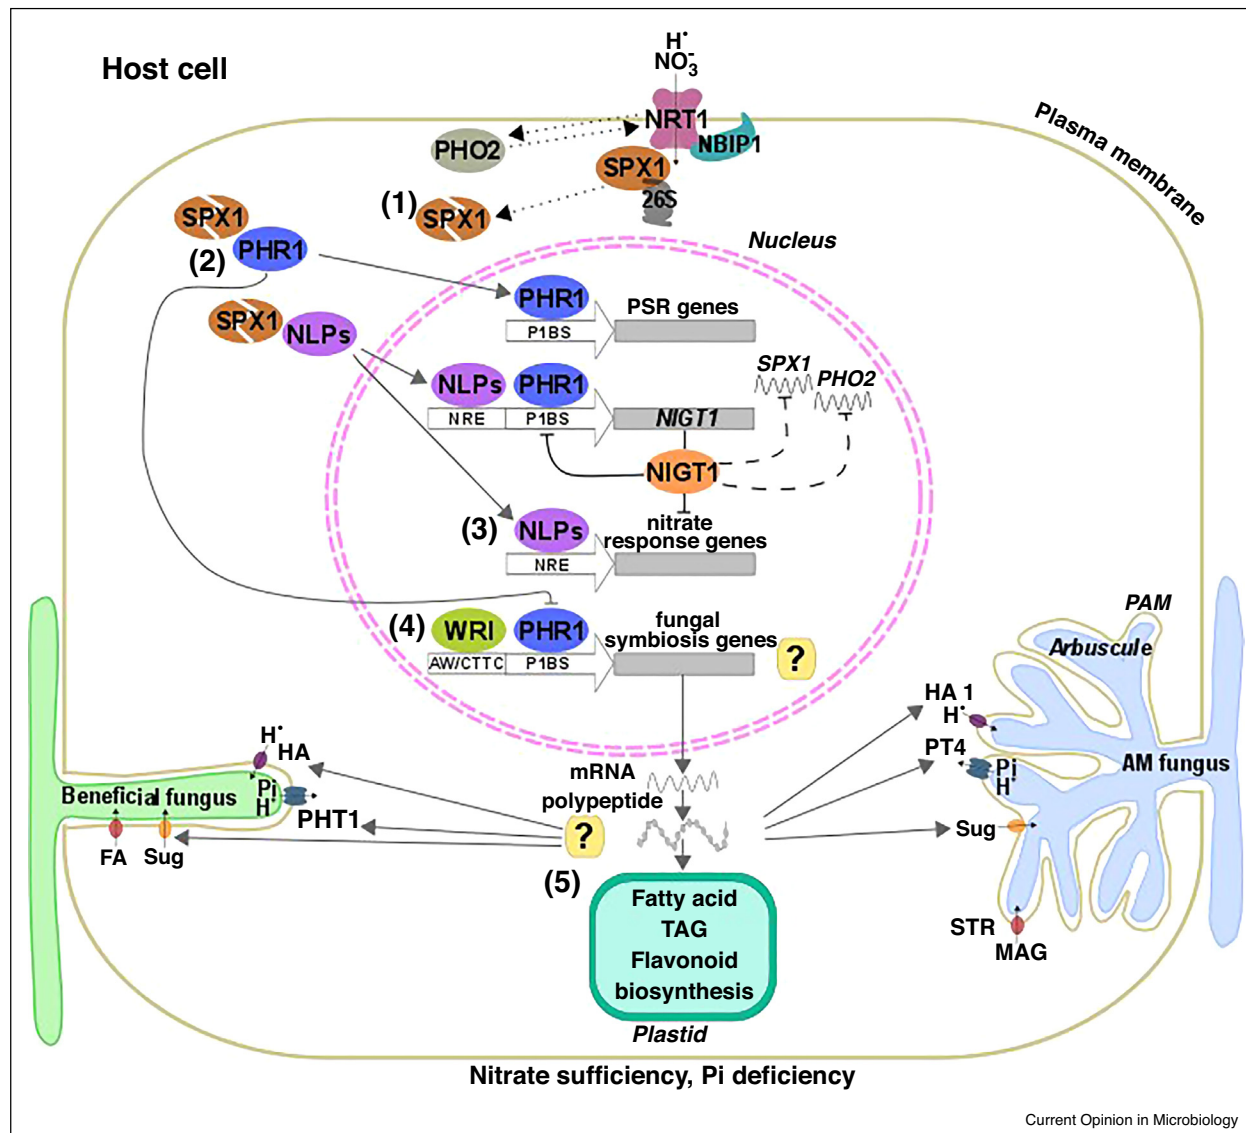 Host cell
H•
NO3-
NRT1
NBIP1
PHO2
SPX1
26S
Plasma membrane
(1)
SPX1
SPX1
PHR1
(2)
Nucleus
SPX1
NLPs
PHR1
PSR genes
P1BS
SPX1
PHO2
NLPs
PHR1
NRE
P1BS
NIGT1
NIGT1
(3)
NLPs
nitrate
response genes
NRE
(4)
WRI
PHR1
fungal
symbiosis genes
AW/CTTC
P1BS
?
PAM
Arbuscule
HA 1
H•
PT4
Pi
H•
AM fungus
Sug
STR
MAG
H•
HA
Beneficial fungus
Pi
H•
PHT1
FA
Sug
mRNA
polypeptide
?
(5)
Fatty acid
TAG
Flavonoid
biosynthesis
Plastid
Nitrate sufficiency, Pi deficiency
Current Opinion in Microbiology